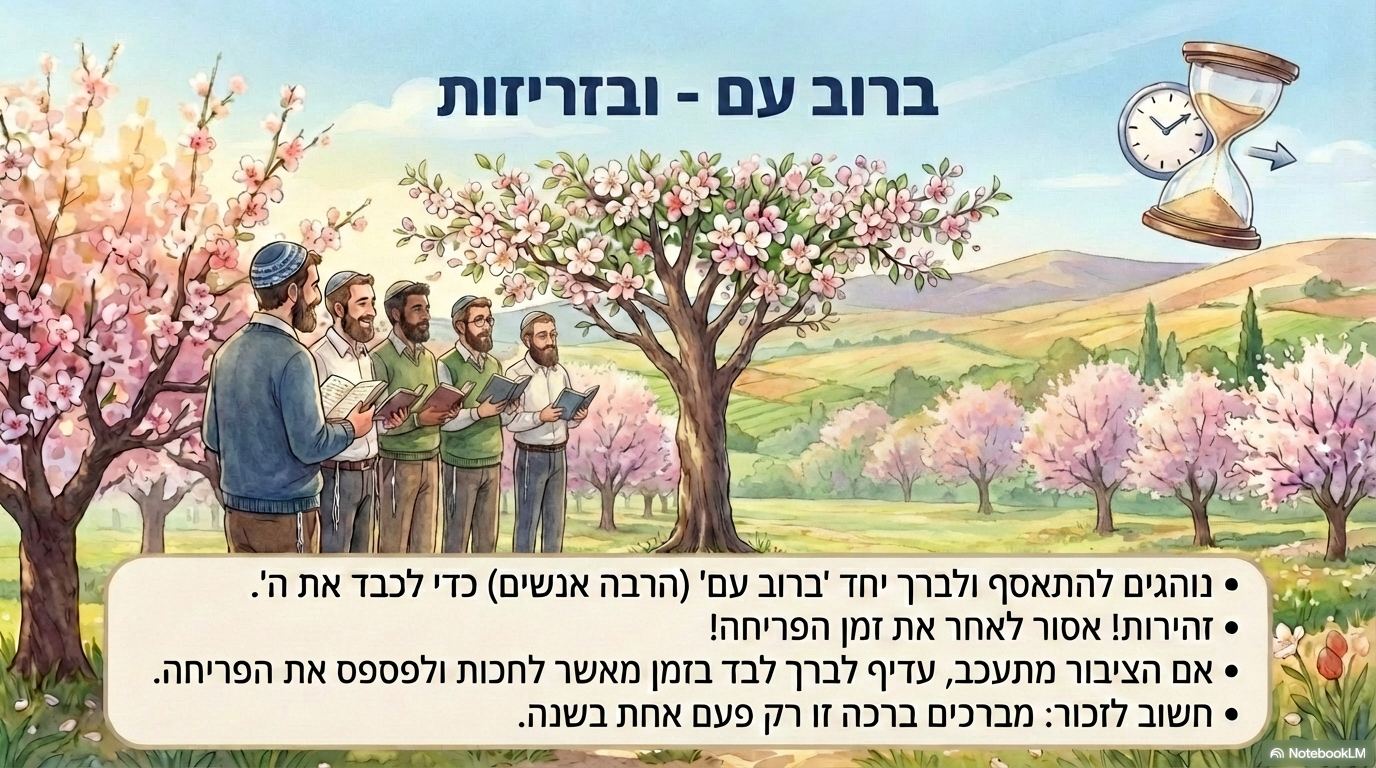 ברוב עם - ובזריזות
• נוהגים להתאסף ולברך יחד 'ברוב עם' (הרבה אנשים) כדי לכבד את ה'.
• זהירות! אסור לאחר את זמן הפריחה!
• אם הציבור מתעכב, עדיף לברך לבד בזמן מאשר לחכות ולפספס את הפריחה.
• חשוב לזכור: מברכים ברכה זו רק פעם אחת בשנה.
NotebookLM